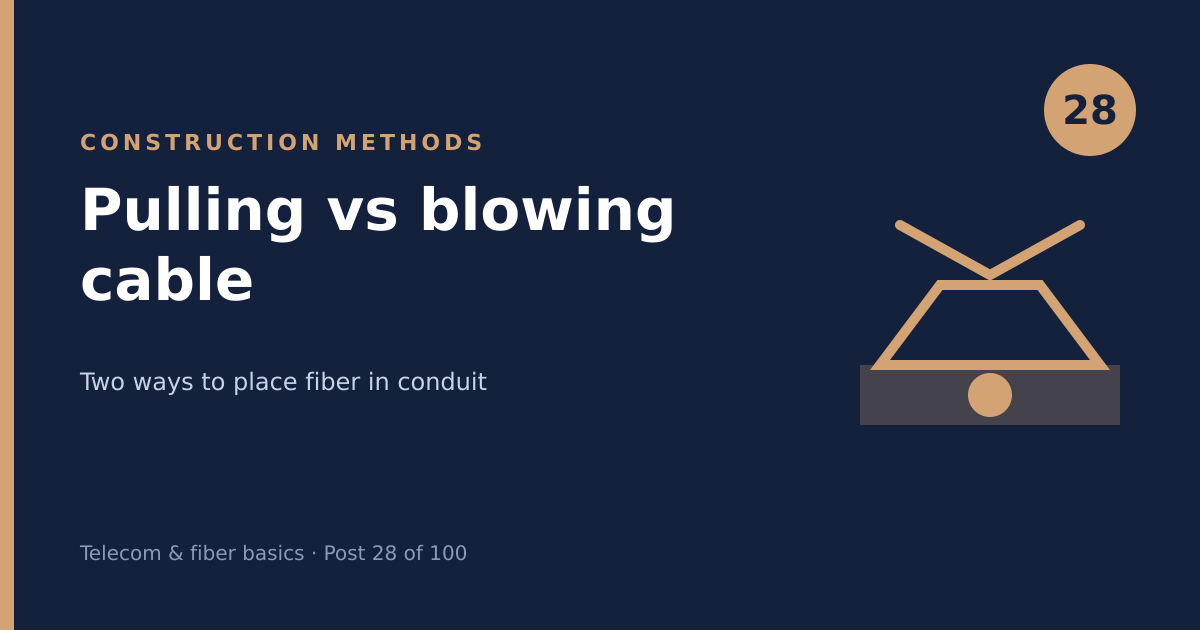 28
CONSTRUCTION METHODS
Pulling vs blowing
cable
Two ways to place fiber in conduit
Telecom & fiber basics · Post 28 of 100